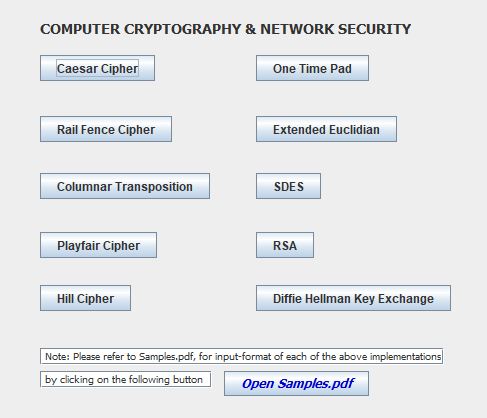 COMPUTER CRYPTOGRAPHY & NETWORK SECURITY
Caesar Cipher
One Time Pad
Rail Fence Cipher
Extended Euclidian
Columnar Transposition
SDES
Playfair Cipher
RSA
Hill Cipher
Diffie Hellman Key Exchange
Note: Please refer to Samples.pdf, for input-format of each of the above implementations
by clicking on the following button
Open Samples.pdf